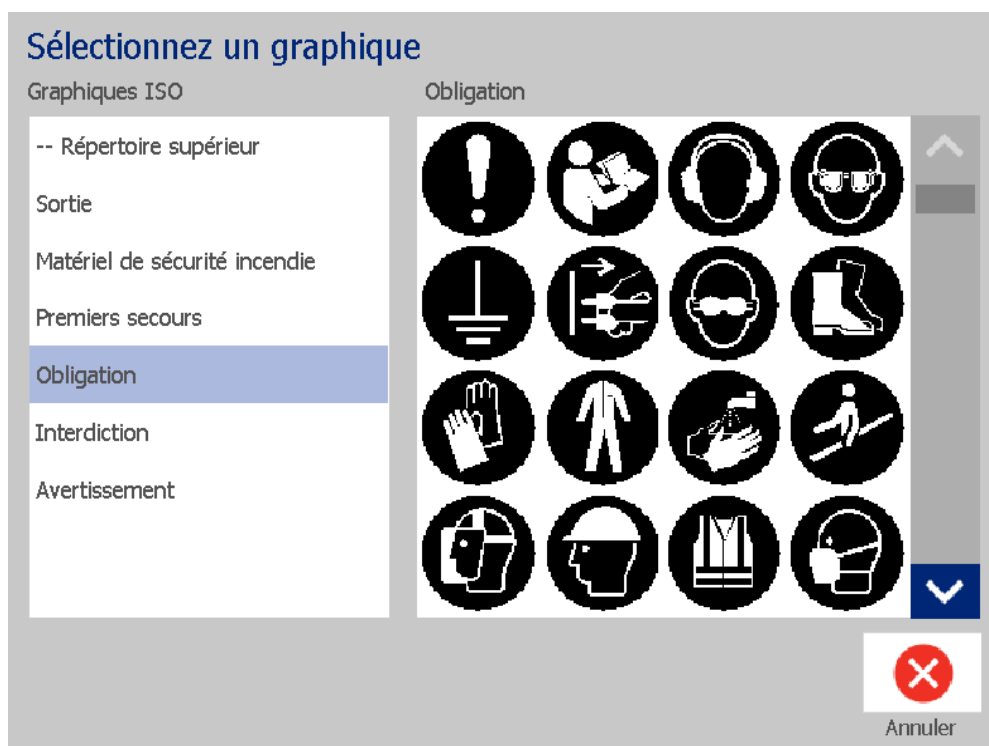 Sélectionnez un graphique
Graphiques ISO
Obligation
-- Répertoire supérieur
Sortie
Matériel de sécurité incendie
Premiers secours
Obligation
Interdiction
Avertissement
Annuler